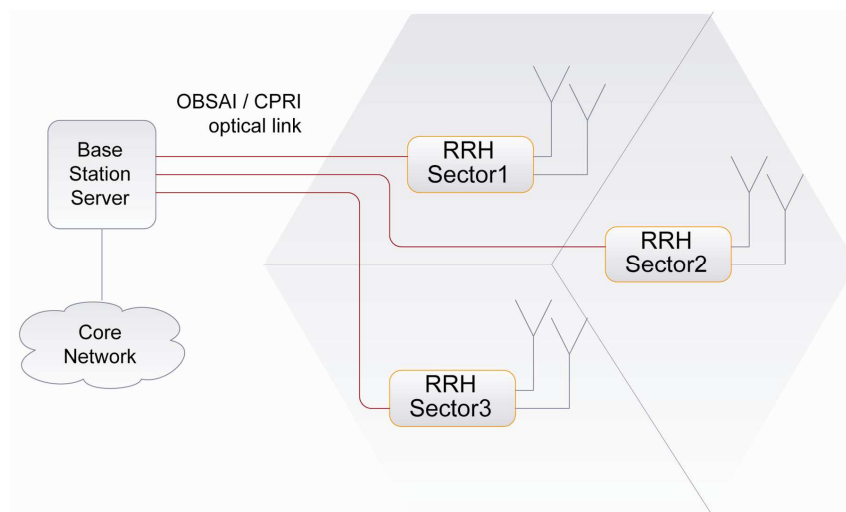 OBSAI / CPRI
optical link
Base
Station
Server
Core
Network
RRH
Sector1
RRH
Sector2
RRH
Sector3